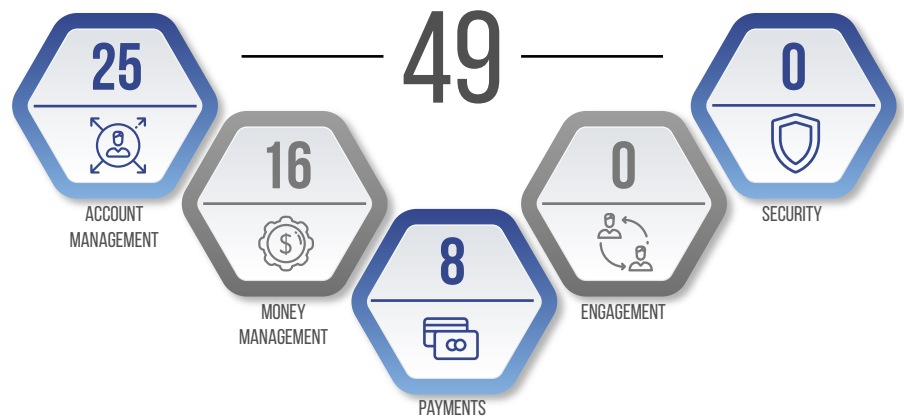 49
25
ACCOUNT
MANAGEMENT
16
$
MONEY
MANAGEMENT
8
PAYMENTS
0
ENGAGEMENT
0
SECURITY